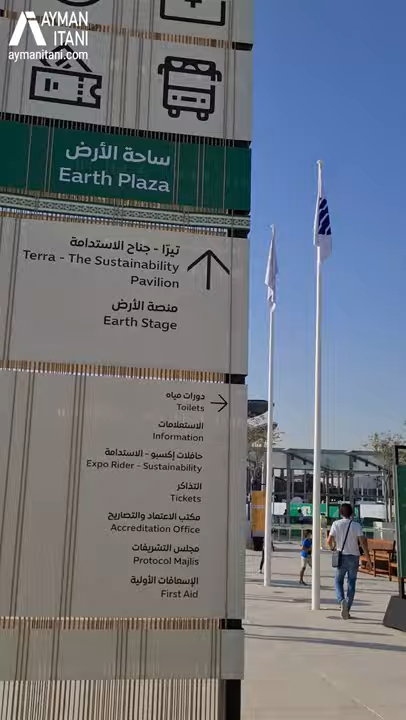 AYMAN
ITANI
aymanitani.com
ساحة الأرض
Earth Plaza
تيرّا - جناح الاستدامة
Terra - The Sustainability
Pavilion
منصة الأرض
Earth Stage
دورات مياه
Toilets
الاستعلامات
Information
حافلات إكسبو - الاستدامة
Expo Rider - Sustainability
التذاكر
Tickets
مكتب الاعتماد والتصاريح
Accreditation Office
مجلس التشريفات
Protocol Majlis
الإسعافات الأولية
First Aid